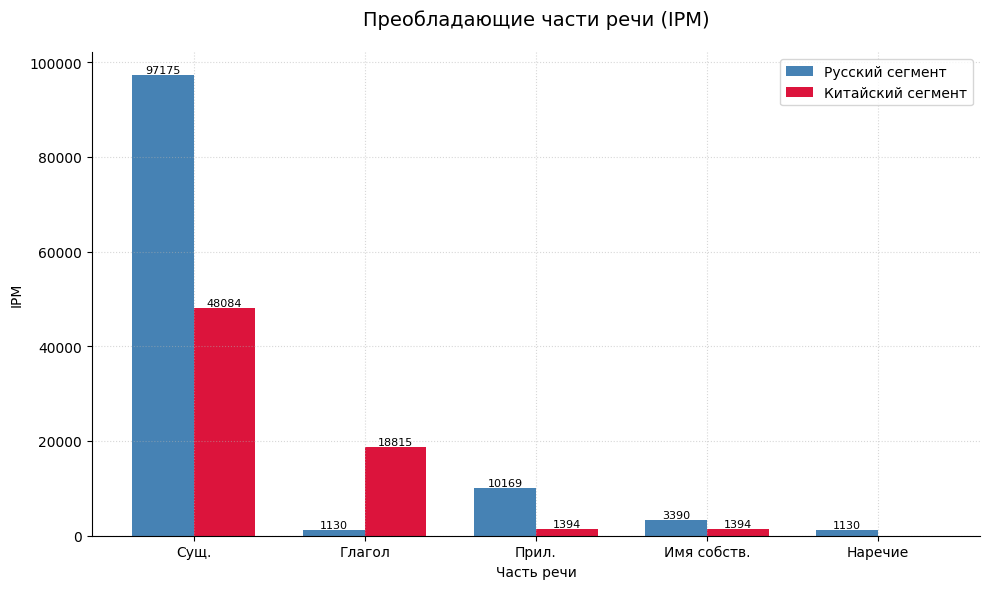 Преобладающие части речи (IPM)
Русский сегмент
Китайский сегмент
IPM
100000
80000
60000
40000
20000
0
97175
48084
1130
18815
10169
1394
3390
1394
1130
Сущ.
Глагол
Прил.
Имя собств.
Наречие
Часть речи